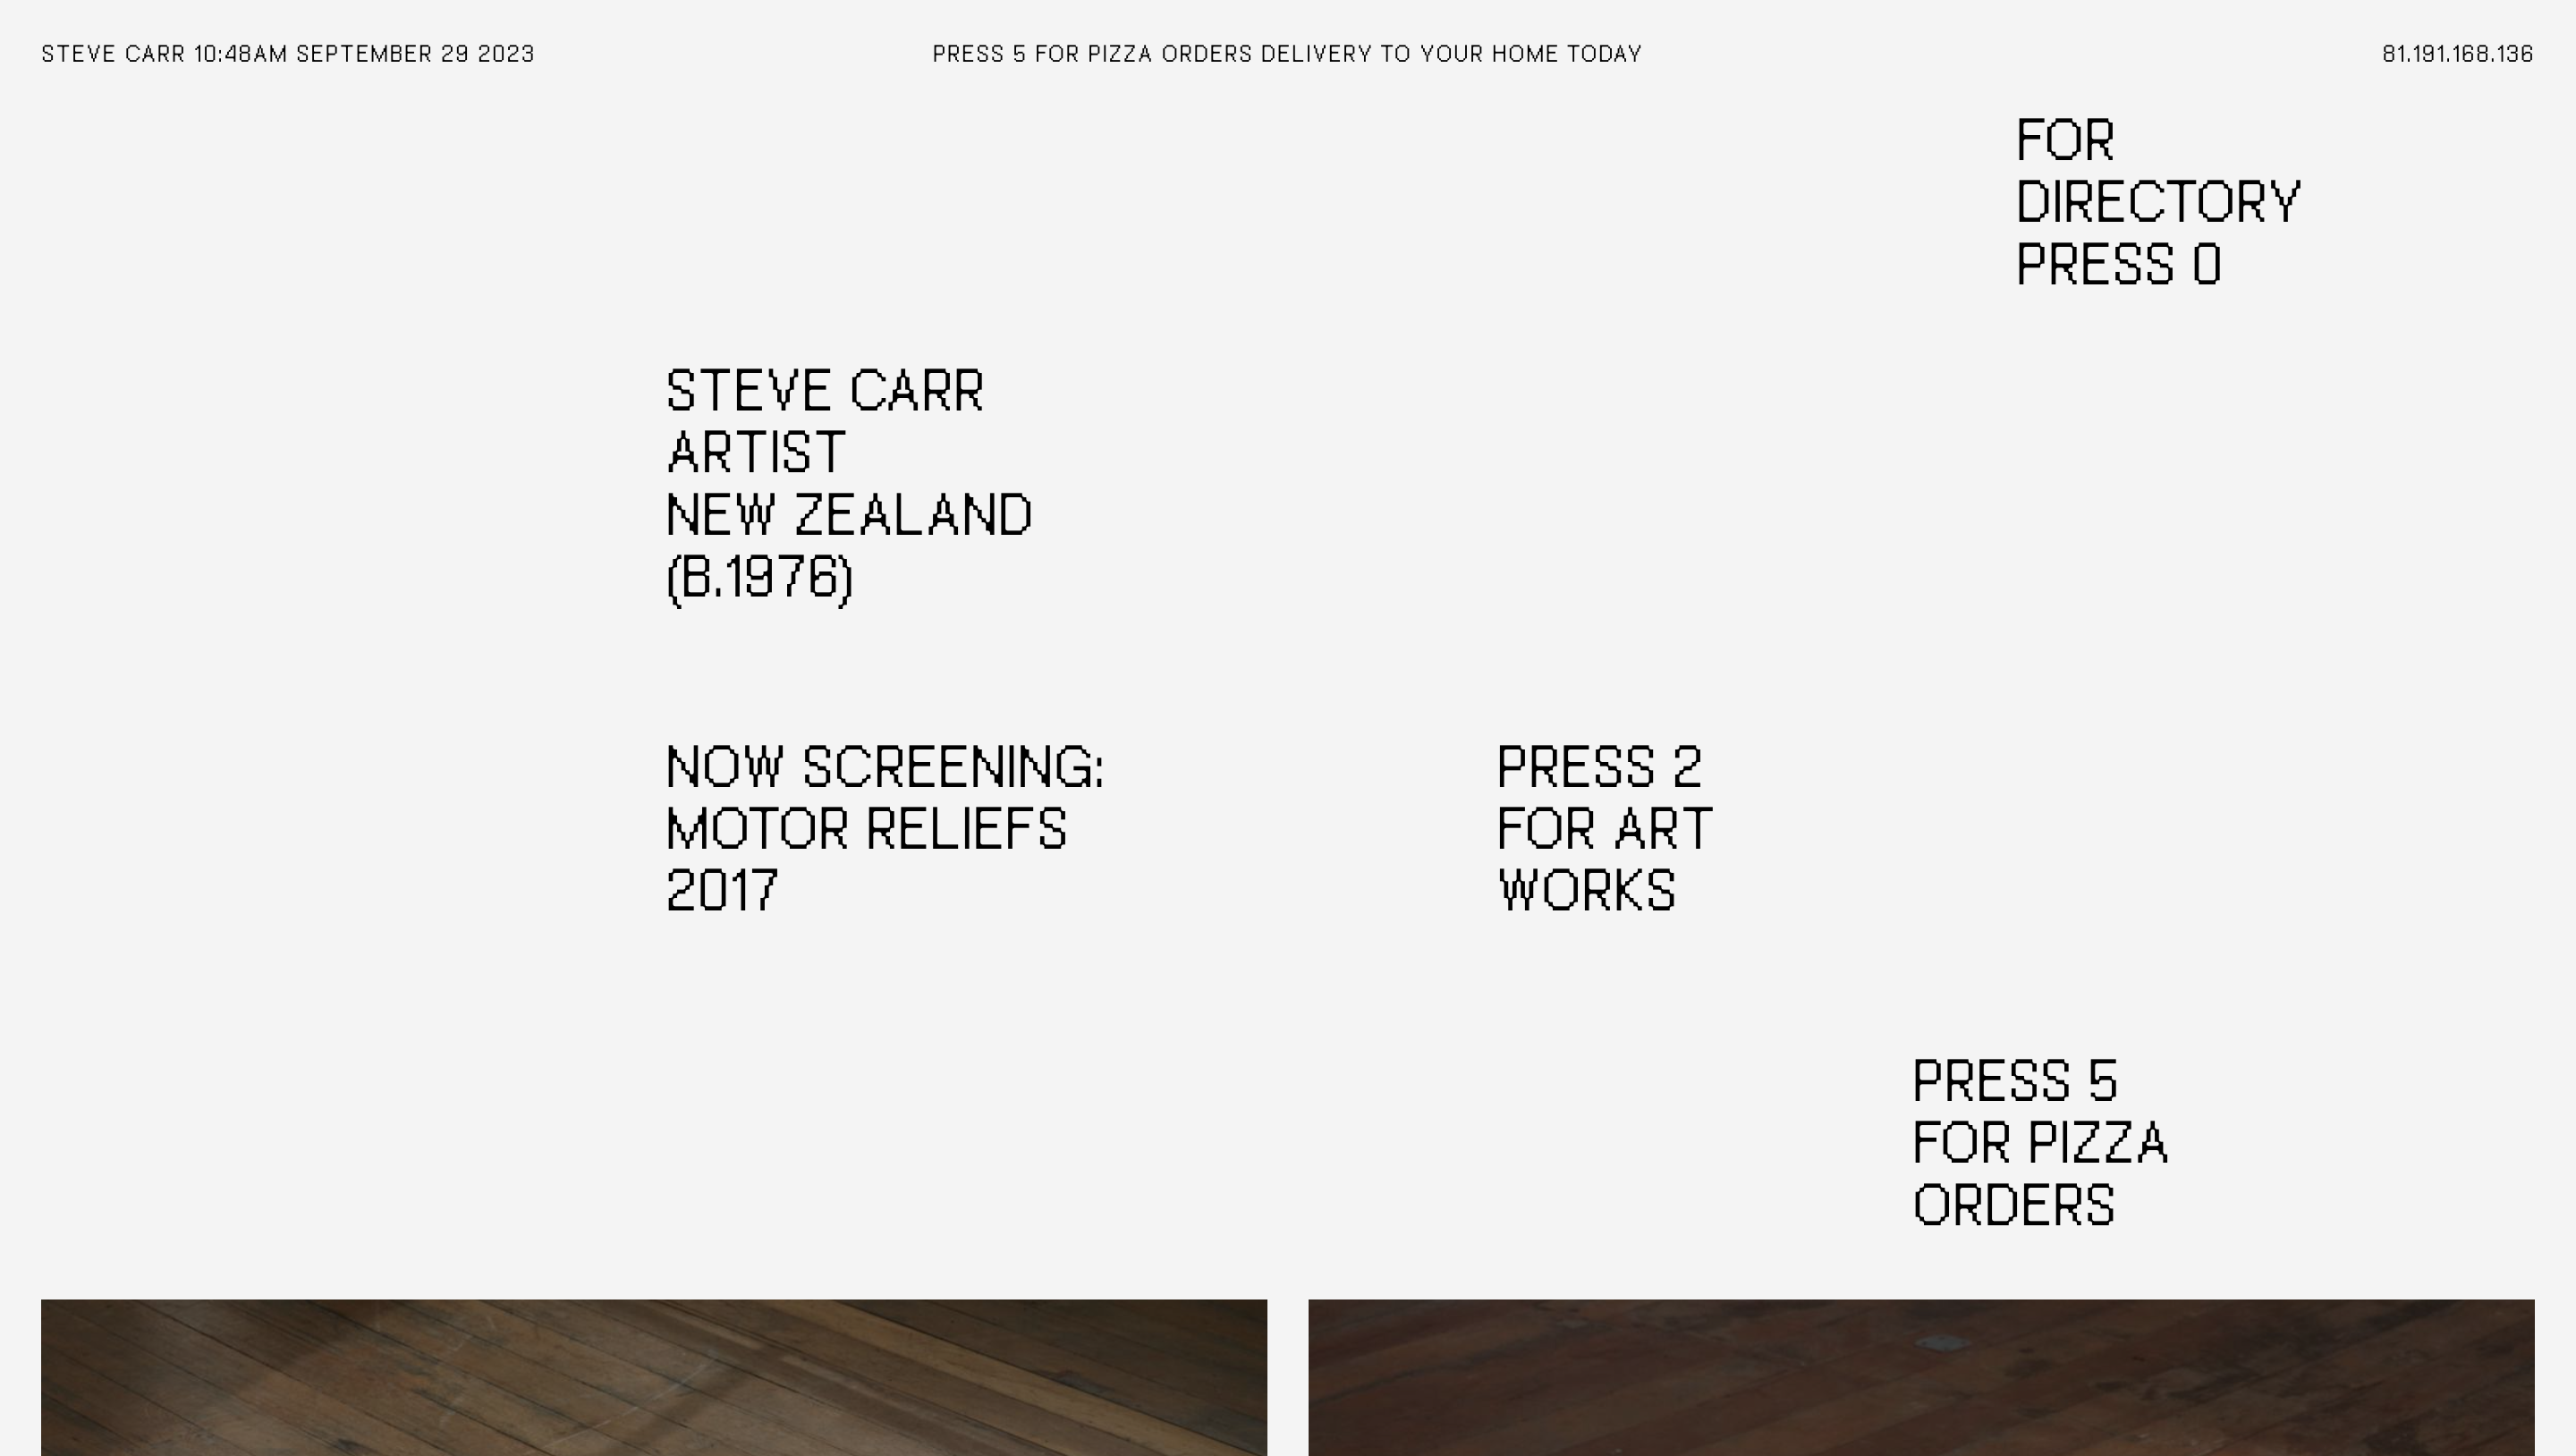 STEVE CARR 10:48AM SEPTEMBER 29 2023
PRESS 5 FOR PIZZA ORDERS DELIVERY TO YOUR HOME TODAY
81.191.168.136
FOR
DIRECTORY
PRESS 0
STEVE CARR
ARTIST
NEW ZEALAND
(B.1976)
NOW SCREENING:
MOTOR RELIEFS
2017
PRESS 2
FOR ART
WORKS
PRESS 5
FOR PIZZA
ORDERS